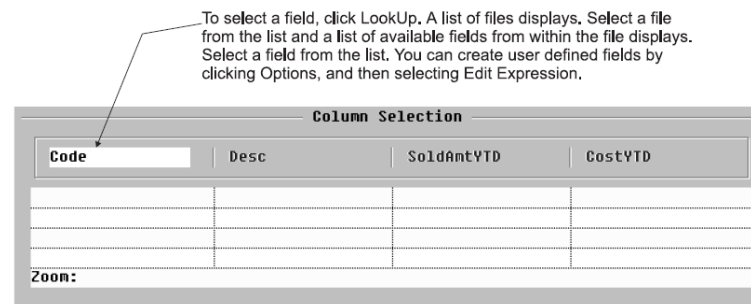 To select a field, click LookUp. A list of files displays. Select a file
from the list and a list of available fields from within the file displays.
Select a field from the list. You can create user defined fields by
clicking Options, and then selecting Edit Expression.
Column Selection
Code Desc SoldAmtYTD CostYTD
Zoom: